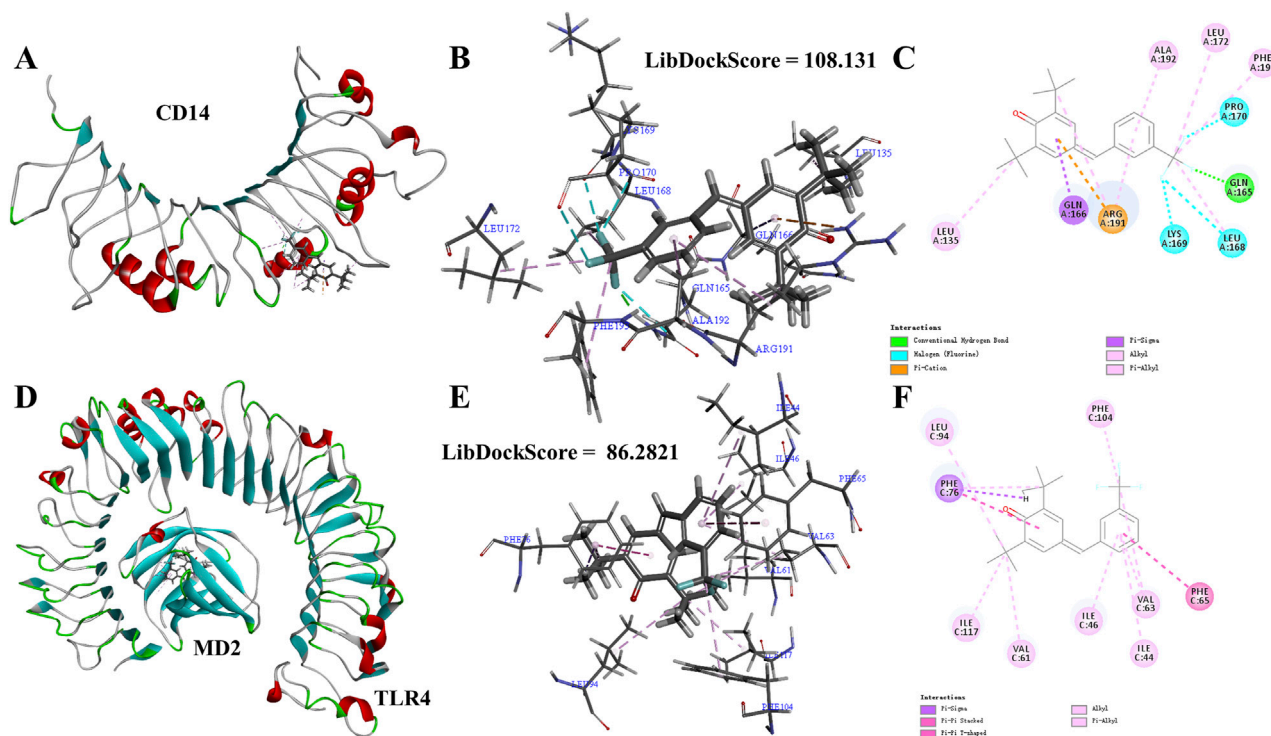 A
CD14
B
LibDockScore = 108.131
PRO170
LEU168
LEU135
LEU172
GLN166
GLN165
PHE193
ALA192
ARG191
C
ALA
A:192
LEU
A:172
PHE
PRO
A:170
GLN
A:165
GLN
A:166
ARG
A:191
LYS
A:169
LEU
A:168
LEU
A:135
O
Interactions
Conventional Hydrogen Bond
Halogen (Fluorine)
Pi-Cation
Pi-Sigma
Alkyl
Pi-Alkyl
D
MD2
TLR4
E
LibDockScore = 86.2821
ILE44
ILE46
PHE65
PHE76
VAL63
VAL61
LEU94
PHE104
F
LEU
C:94
PHE
C:104
PHE
C:76
H
O
PHE
C:65
VAL
C:63
ILE
C:46
ILE
C:44
ILE
C:117
VAL
C:61
Interactions
Pi-Sigma
Pi-Pi Stacked
Pi-Pi T-shaped
Alkyl
Pi-Alkyl